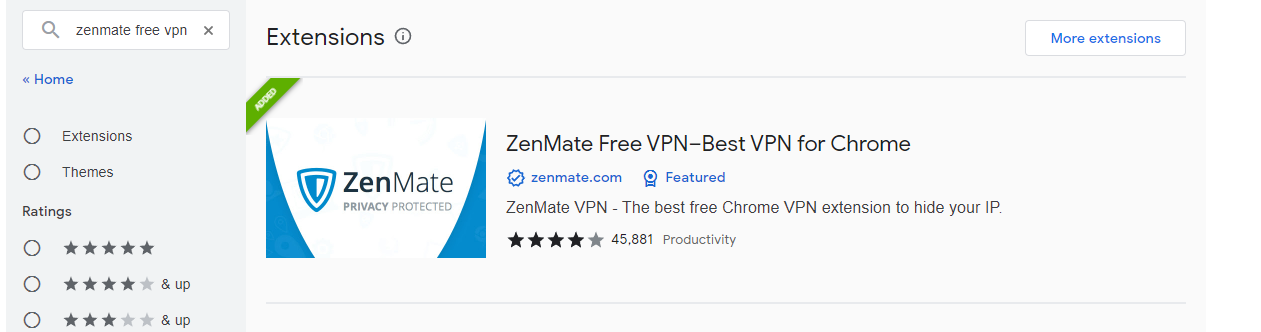 zenmate free vpn ×
« Home
Extensions
Themes
Ratings
& up
& up
Extensions
More extensions
ADDED
ZenMate
PRIVACY PROTECTED
ZenMate Free VPN–Best VPN for Chrome
zenmate.com Featured
ZenMate VPN - The best free Chrome VPN extension to hide your IP.
45,881 Productivity